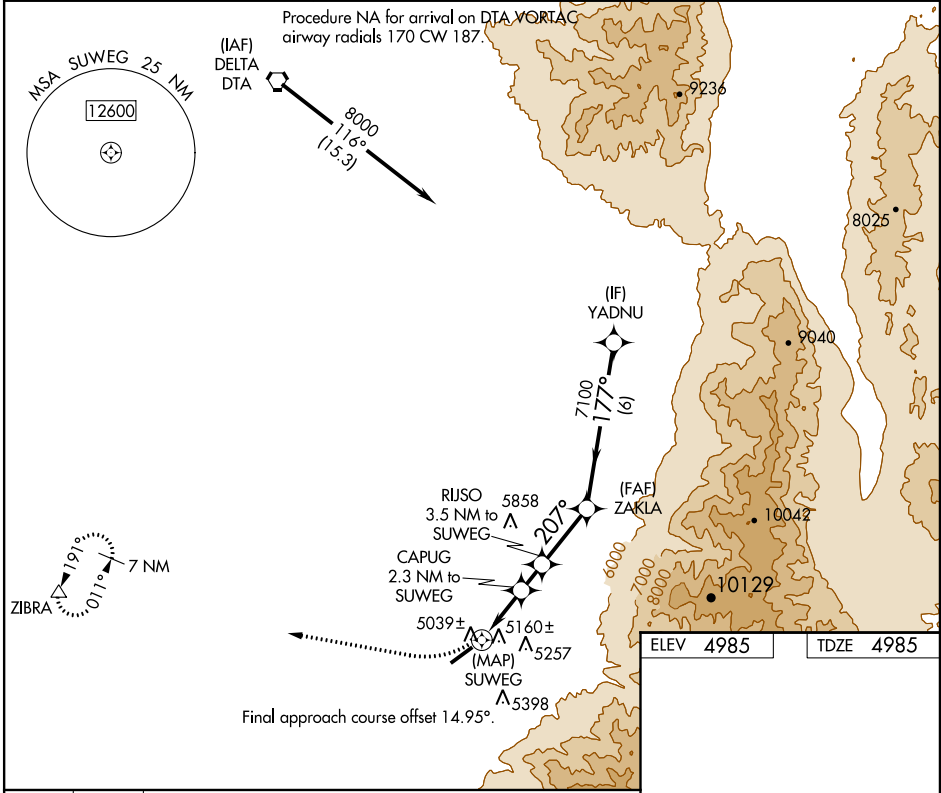 Procedure NA for arrival on DTA VORTAC
airway radials 170 CW 187.
(IAF)
DELTA
DTA
MSA SUWEG 25 NM
12600
8000
116°
(15.3)
9236
8025
(IF)
YADNU
9040
7100
177°
(6)
(FAF)
ZAKLA
RIJSO
3.5 NM to
SUWEG
5858
207°
10042
CAPUG
2.3 NM to
SUWEG
6000
7000
8000
10129
191°
011°
7 NM
ZIBRA
5039±
5160±
5257
(MAP)
SUWEG
5398
Final approach course offset 14.95°.
ELEV 4985
TDZE 4985